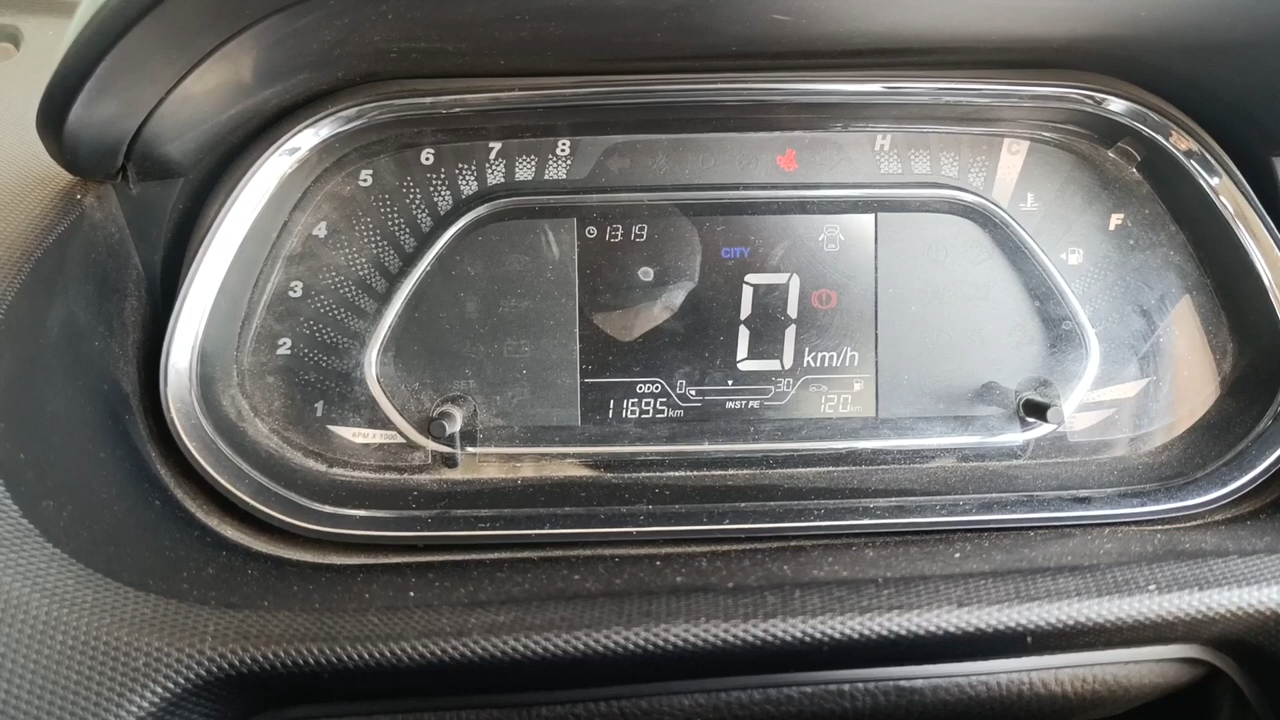 6 7 8 H C
5
4 F
3
2
1
RPM X 1000
SET
13:19
CITY
0
km/h
ODO 0 30
11695km INST FE 120km